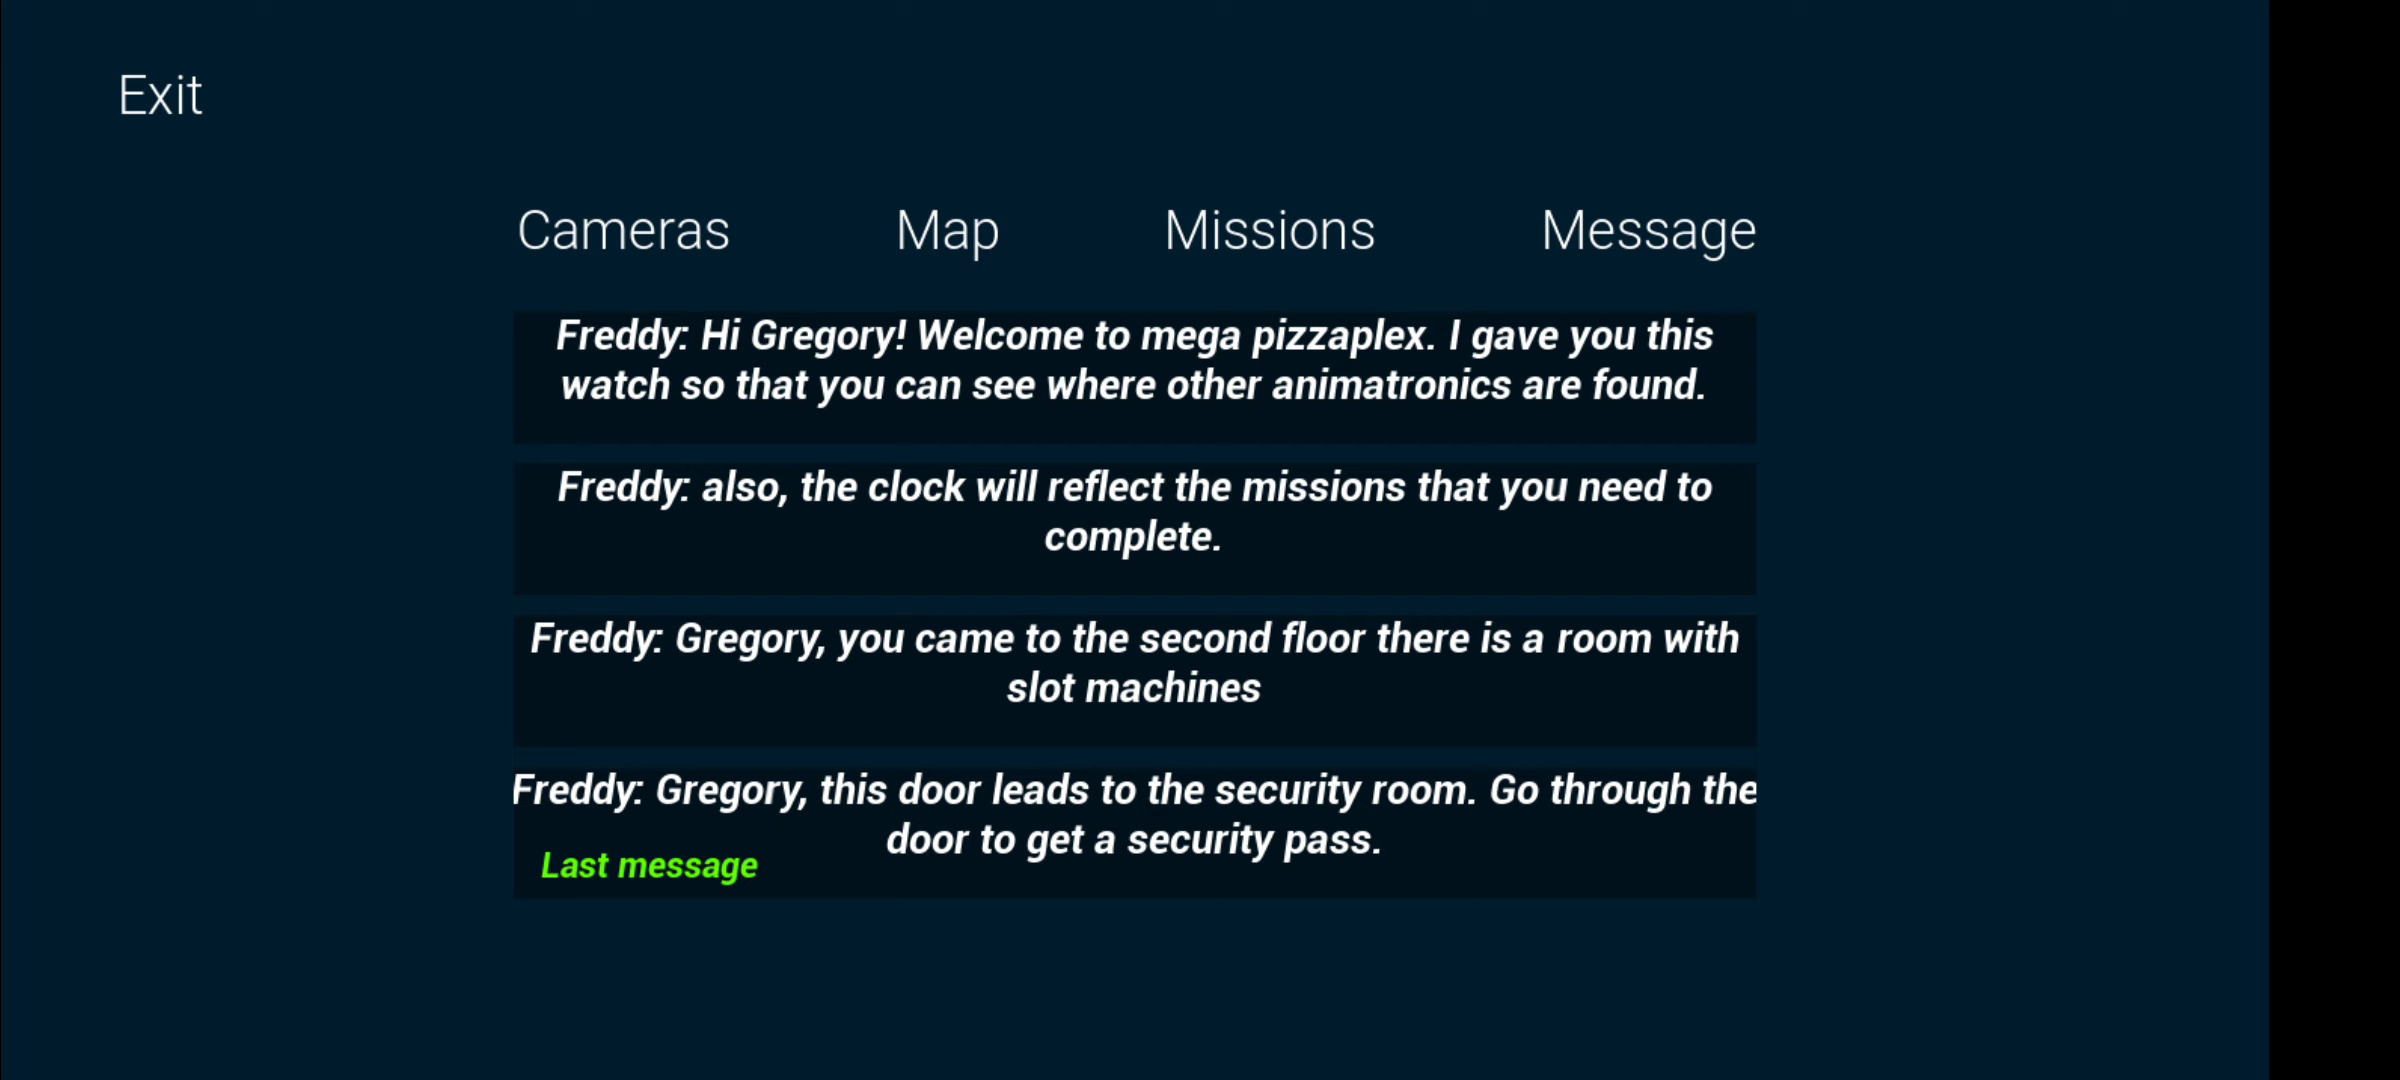 Exit
Cameras Map Missions Message
Freddy: Hi Gregory! Welcome to mega pizzaplex. I gave you this
watch so that you can see where other animatronics are found.
Freddy: also, the clock will reflect the missions that you need to
complete.
Freddy: Gregory, you came to the second floor there is a room with
slot machines
Freddy: Gregory, this door leads to the security room. Go through the
door to get a security pass.
Last message